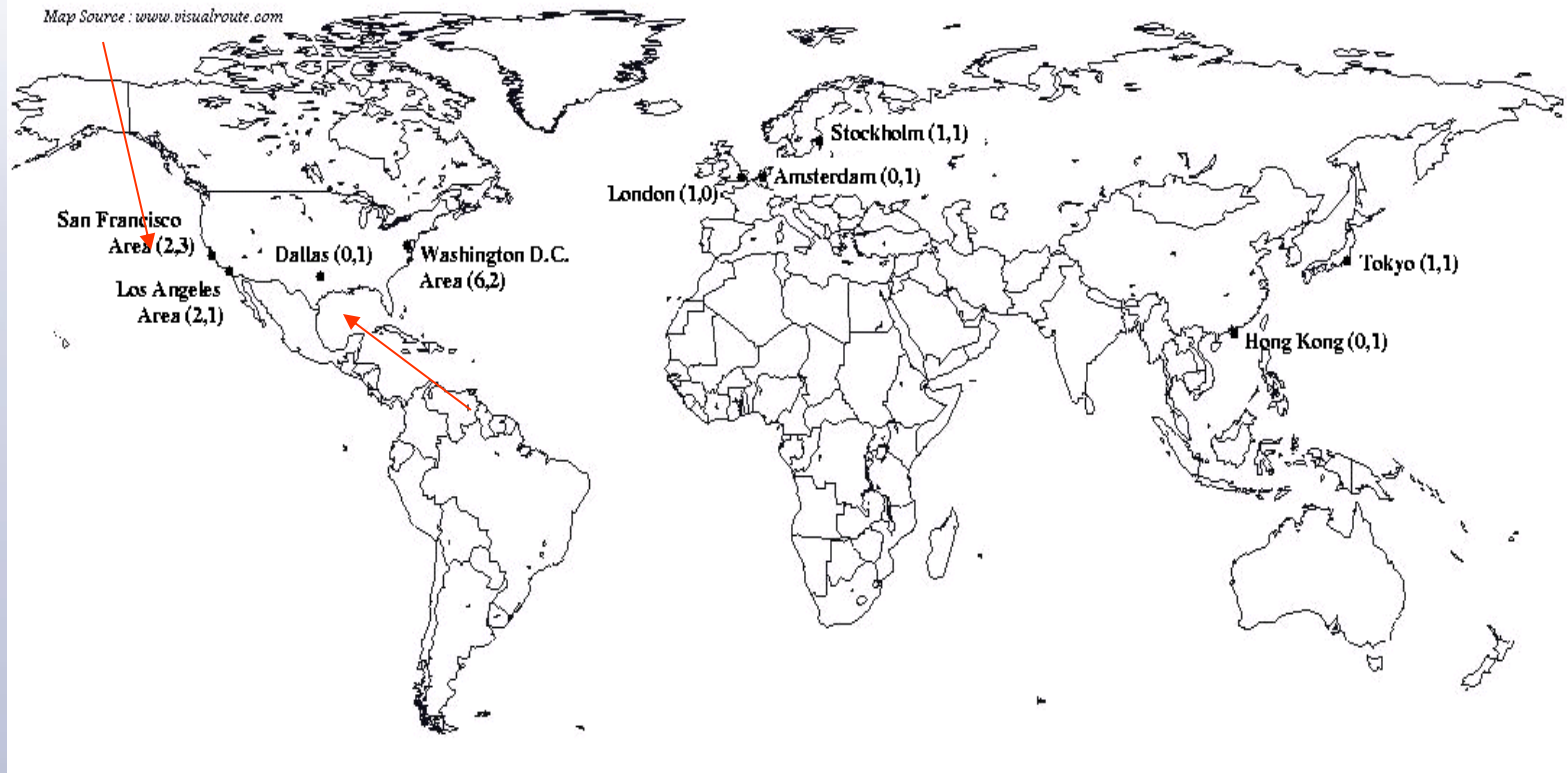 Map Source : www.visualroute.com
Stockholm (1,1)
Amsterdam (0,1)
London (1,0)
San Francisco
Area (2,3)
Dallas (0,1)
Washington D.C.
Area (6,2)
Los Angeles
Area (2,1)
Tokyo (1,1)
Hong Kong (0,1)